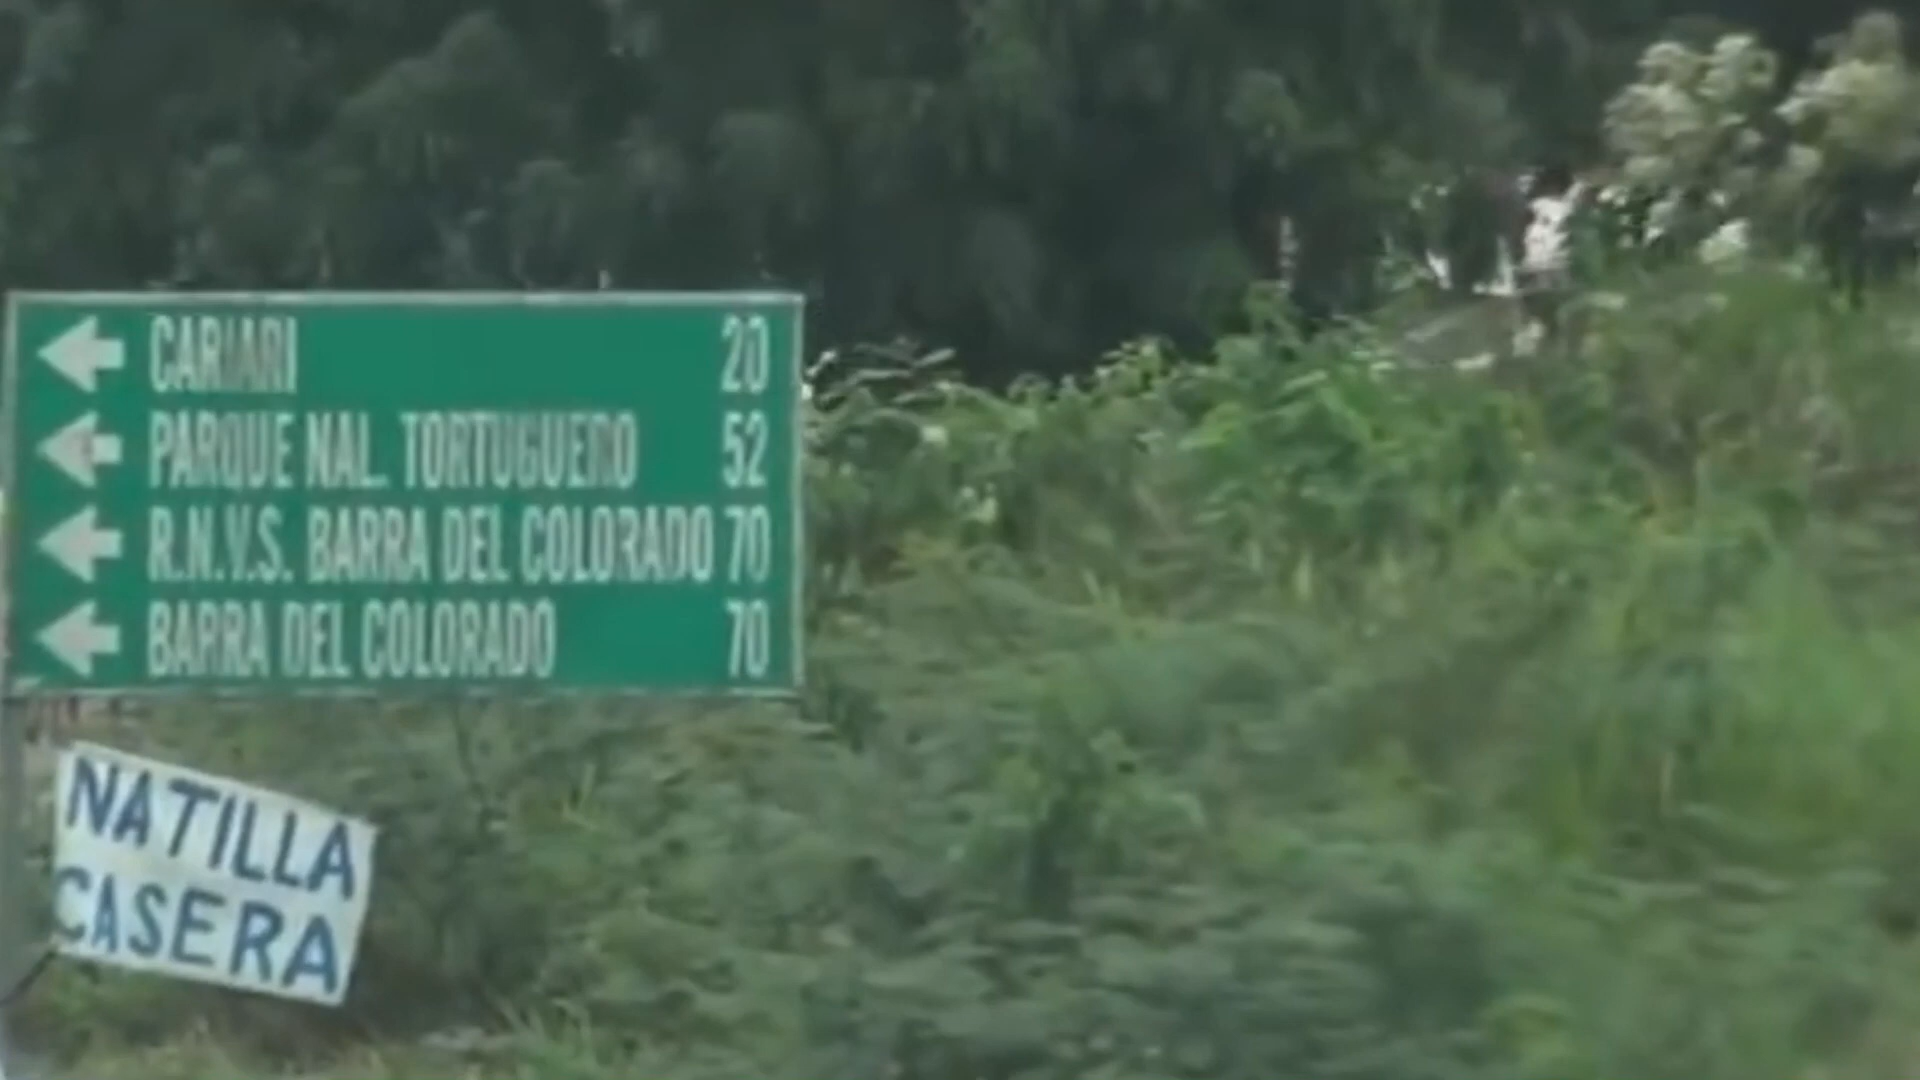 CARIARI 20
PARQUE NAL. TORTUGUERO 52
R.N.V.S. BARRA DEL COLORADO 70
BARRA DEL COLORADO 70
NATILLA
CASERA